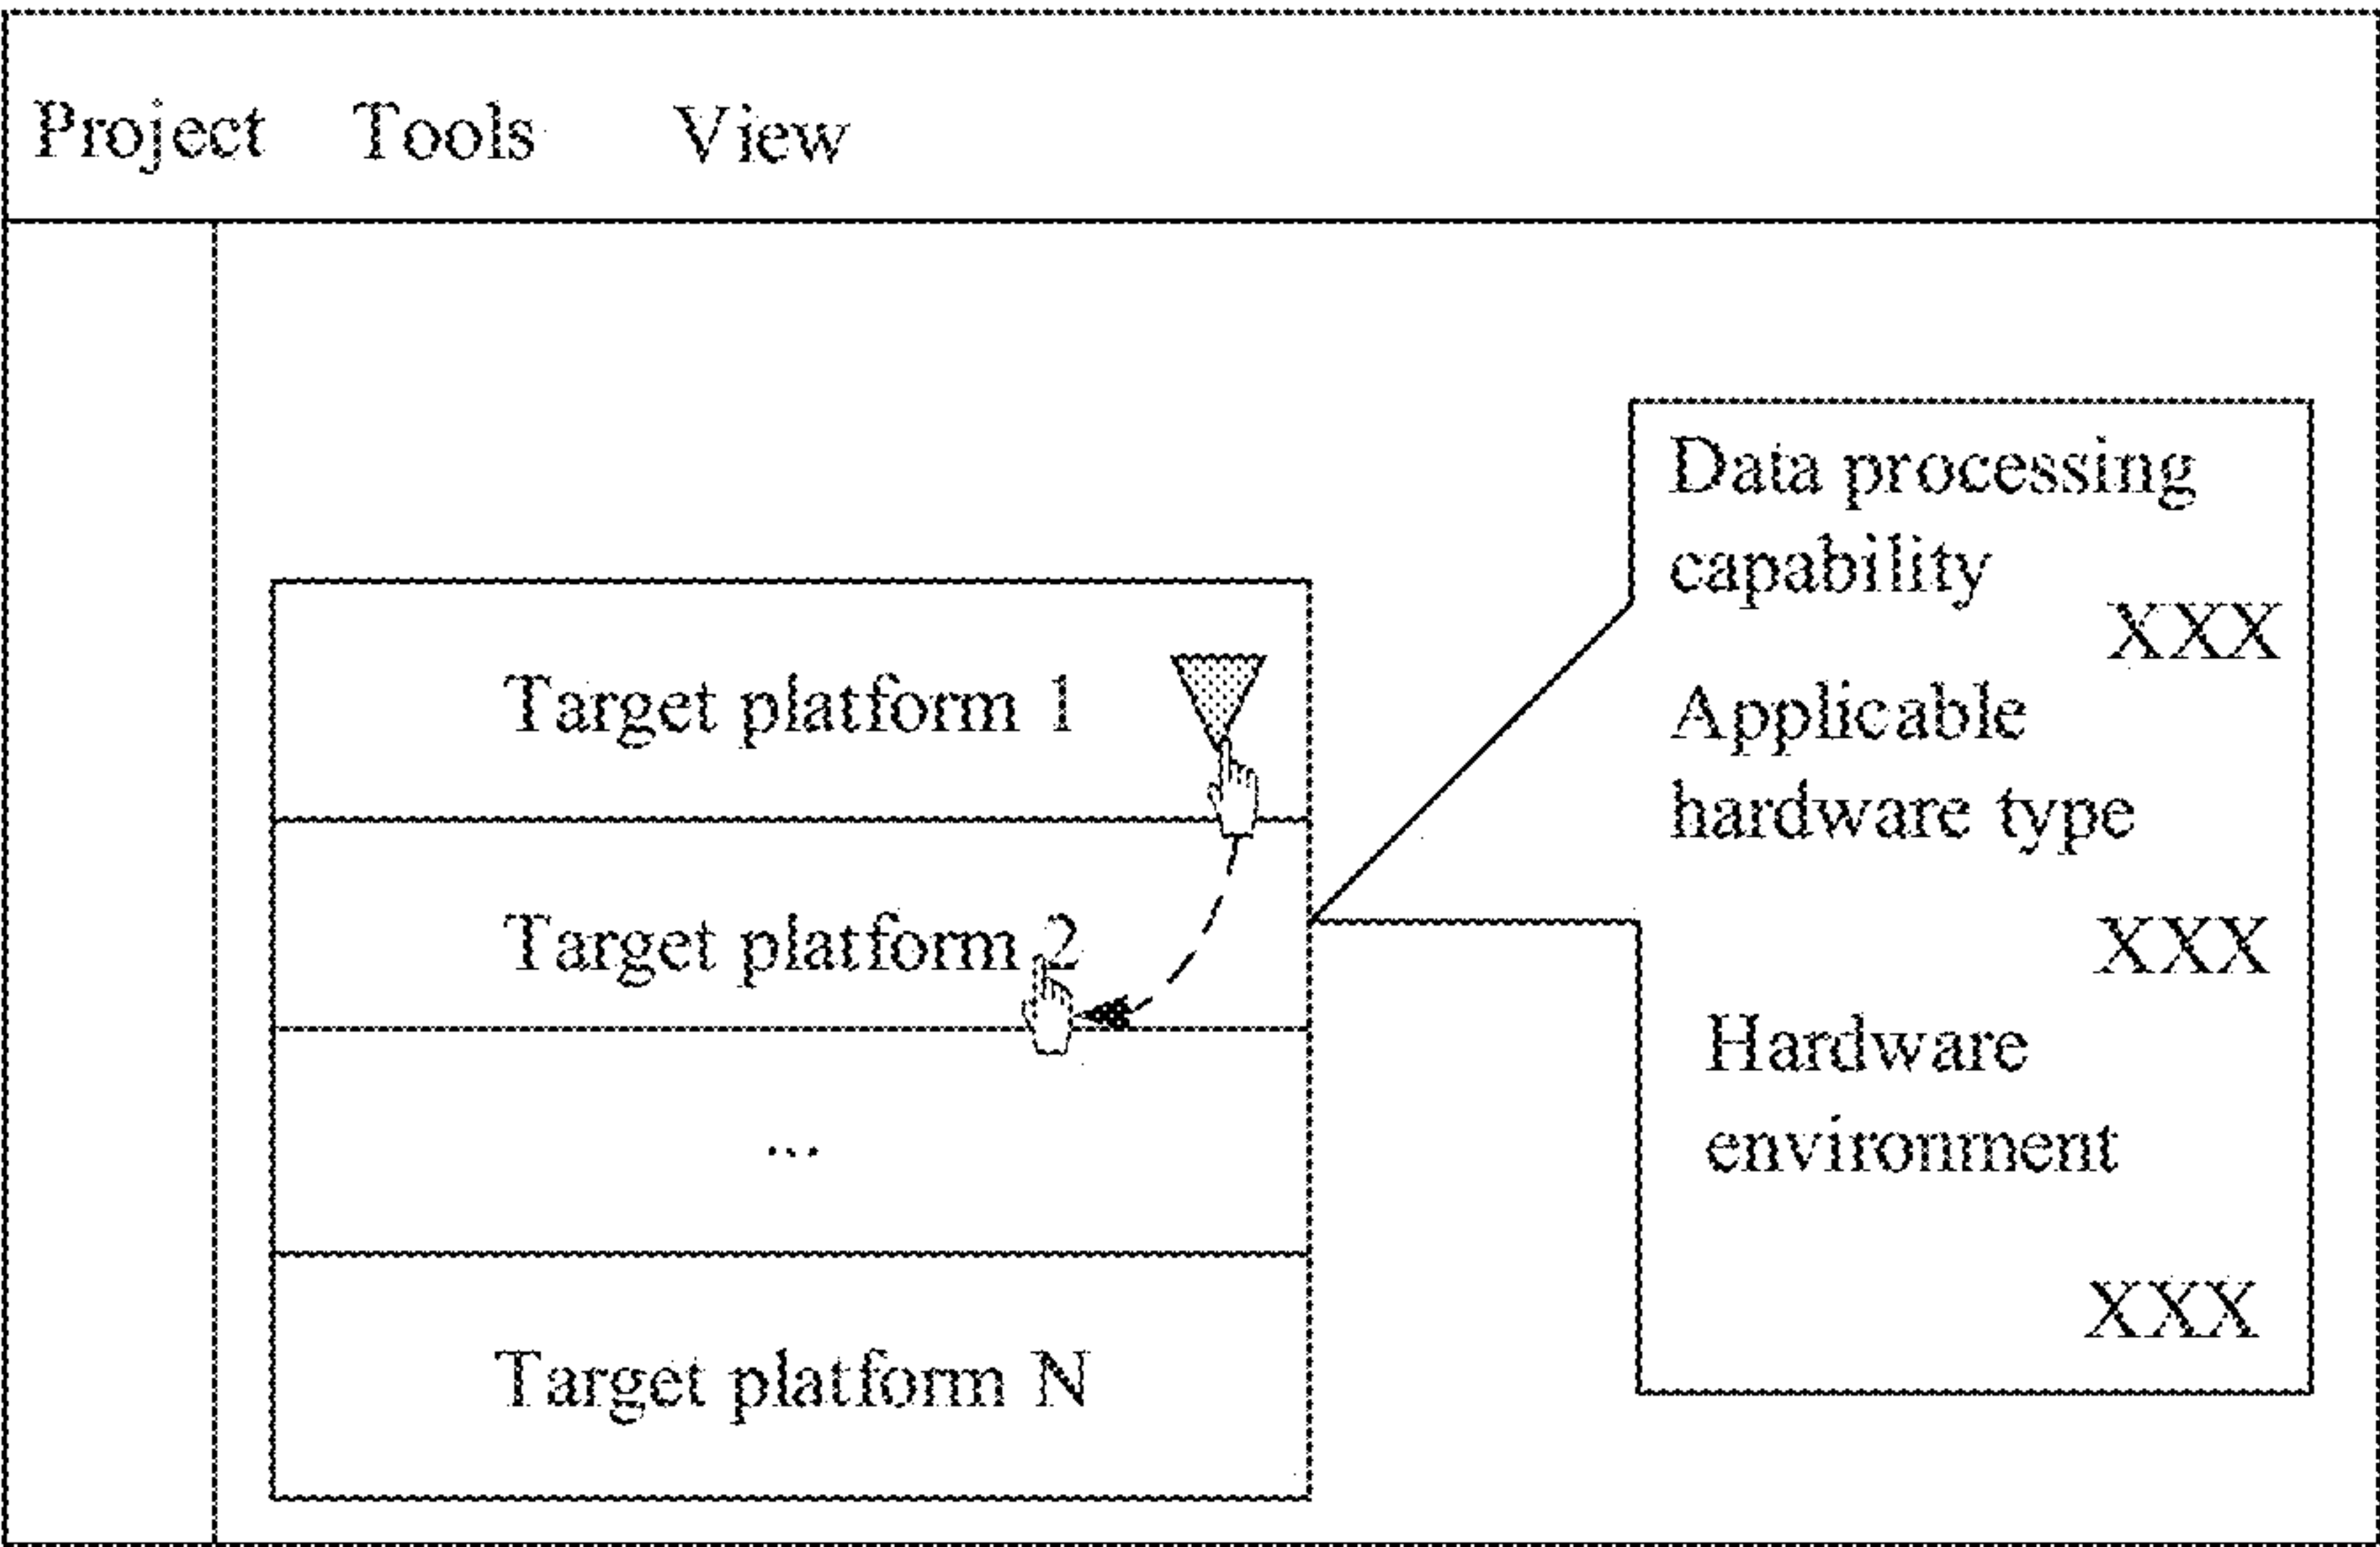 Project Tools View
Target platform 1
Target platform 2
...
Target platform N
Data processing
capability
XXX
Applicable
hardware type
XXX
Hardware
environment
XXX